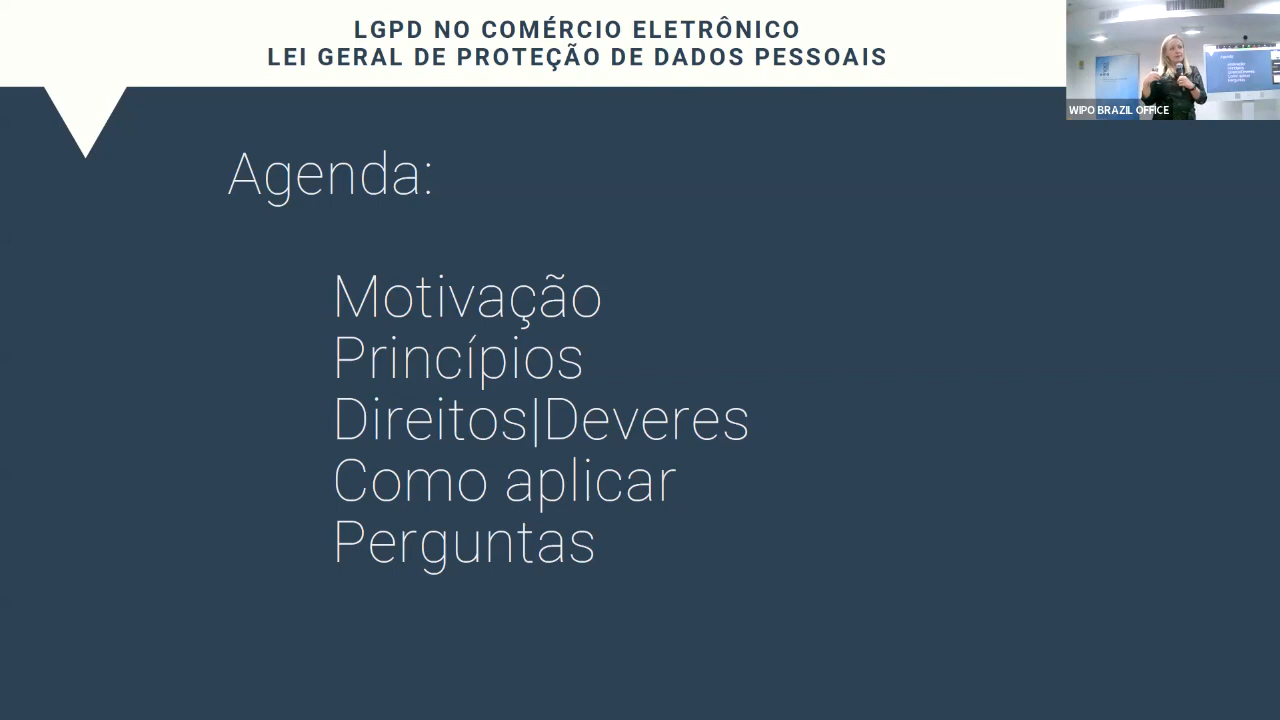 LGPD NO COMÉRCIO ELETRÔNICO
LEI GERAL DE PROTEÇÃO DE DADOS PESSOAIS
WIPO BRAZIL OFFICE
Agenda:
Motivação
Princípios
Direitos|Deveres
Como aplicar
Perguntas